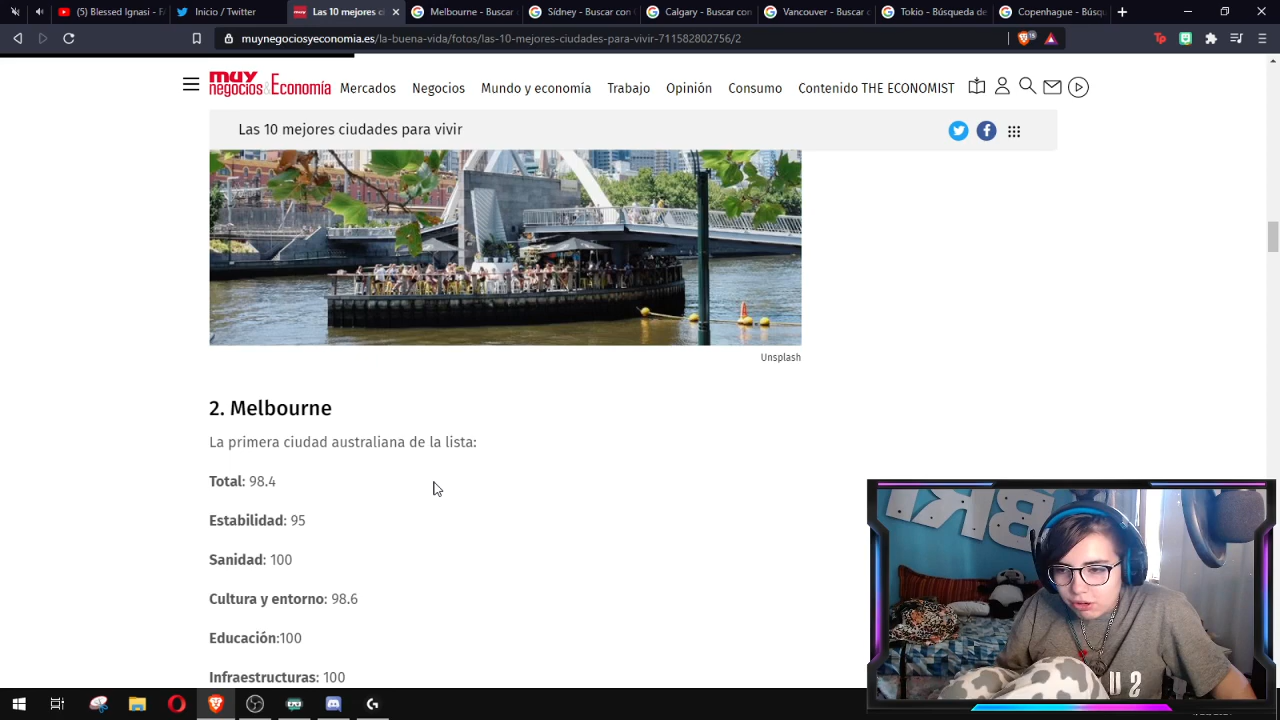 (5) Blessed Ignasi - F
Inicio / Twitter
Las 10 mejores ci
Melbourne - Buscar
Sídney - Buscar con
Calgary - Buscar con
Vancouver - Buscar c
Tokio - Búsqueda de
Copenhague - Búsqu
muynegociosyeconomia.es/la-buena-vida/fotos/las-10-mejores-ciudades-para-vivir-711582802756/2
muy
negocios&Economía
Mercados
Negocios
Mundo y economía
Trabajo
Opinión
Consumo
Contenido THE ECONOMIST
Las 10 mejores ciudades para vivir
Unsplash
2. Melbourne
La primera ciudad australiana de la lista:
Total: 98.4
Estabilidad: 95
Sanidad: 100
Cultura y entorno: 98.6
Educación:100
Infraestructuras: 100